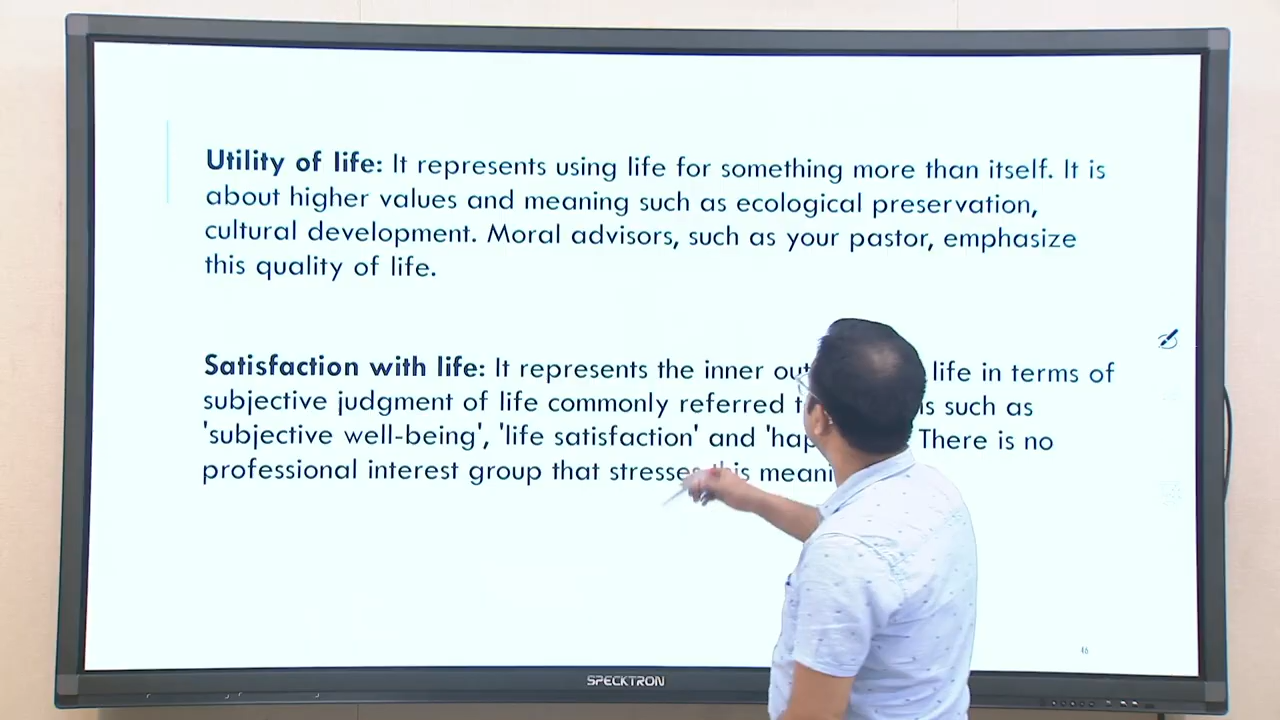 Utility of life: It represents using life for something more than itself. It is
about higher values and meaning such as ecological preservation,
cultural development. Moral advisors, such as your pastor, emphasize
this quality of life.
Satisfaction with life: It represents the inner life in terms of
subjective judgment of life commonly referred such as
'subjective well-being', 'life satisfaction' and There is no
professional interest group that stresses this
46
SPECKTRON